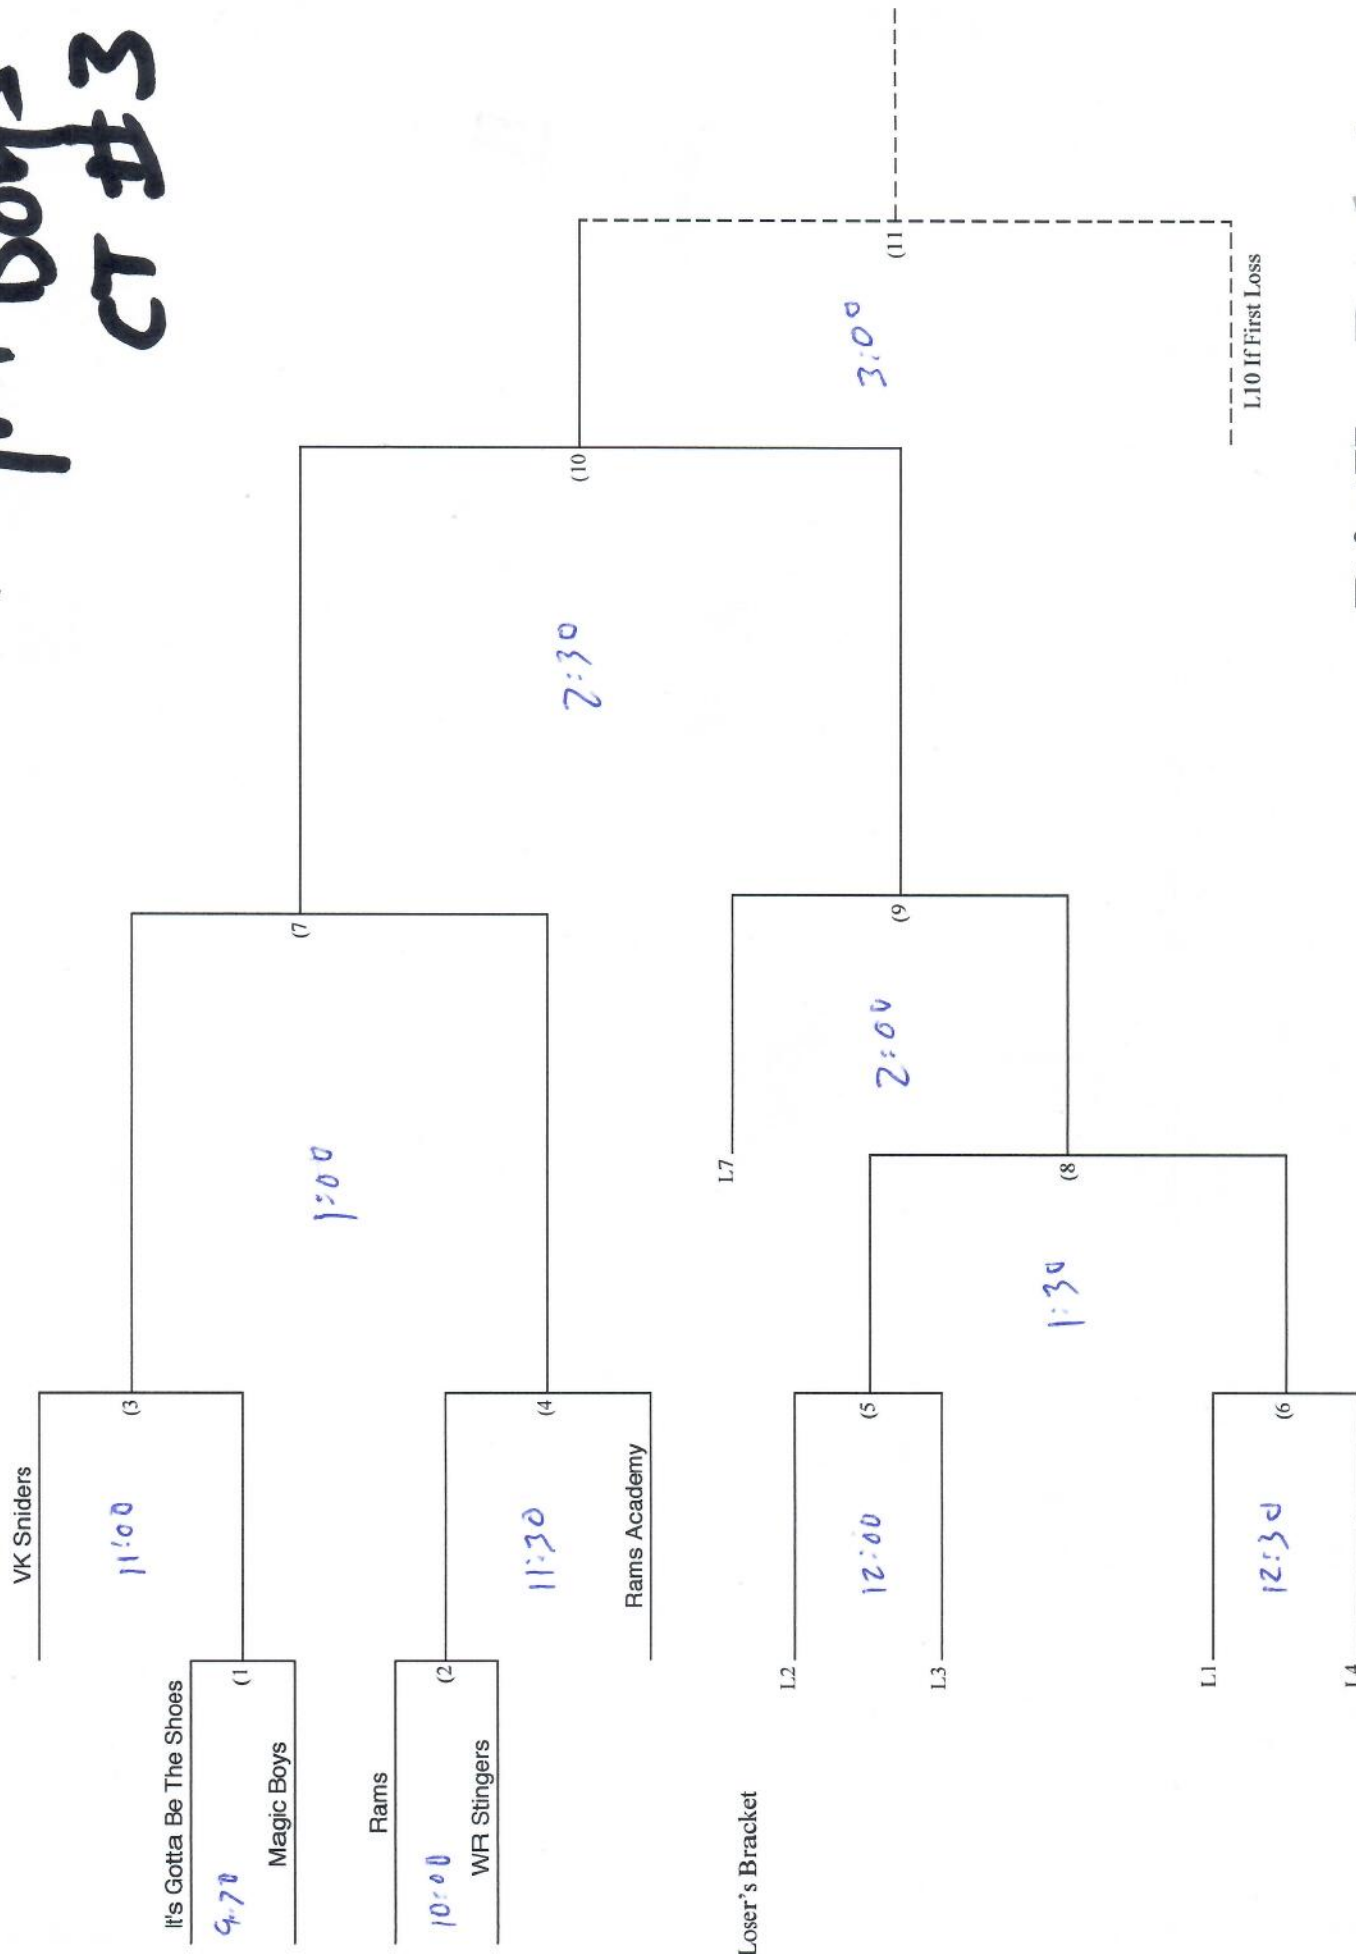 Boys
CT #3
VK Sniders
11:00
(3
It's Gotta Be The Shoes
(1
Magic Boys
1:00
(7
Rams
10:00
(2
WR Stingers
11:30
(4
Rams Academy
2:30
(10
3:00
(11
L10 If First Loss
Loser's Bracket
L2
12:00
(5
L3
1:30
(8
L7
2:00
(9
L1
12:30
(6
L4